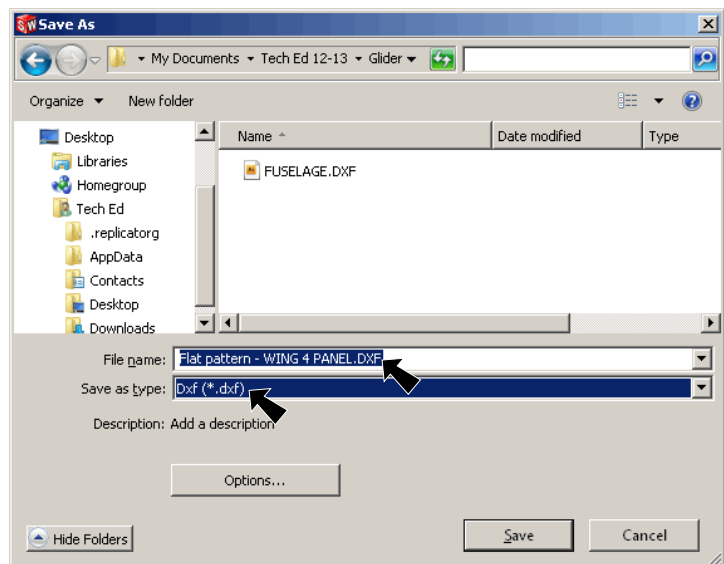 Save As
My Documents Tech Ed 12-13 Glider
Organize New folder
Name Date modified Type
Desktop
Libraries
Homegroup
Tech Ed
.replicatorg
AppData
Contacts
Desktop
Downloads
FUSELAGE.DXF
File name: Flat pattern - WING 4 PANEL.DXF
Save as type: Dxf (*.dxf)
Description: Add a description
Options...
Hide Folders Save Cancel